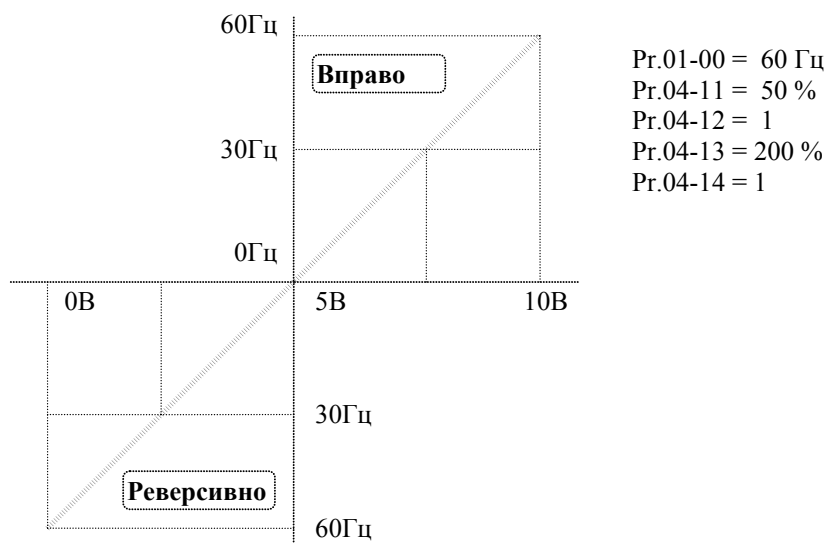 60Гц
Вправо
30Гц
0Гц
0В
5В
10В
30Гц
Реверсивно
60Гц
Pr.01-00 = 60 Гц
Pr.04-11 = 50 %
Pr.04-12 = 1
Pr.04-13 = 200 %
Pr.04-14 = 1